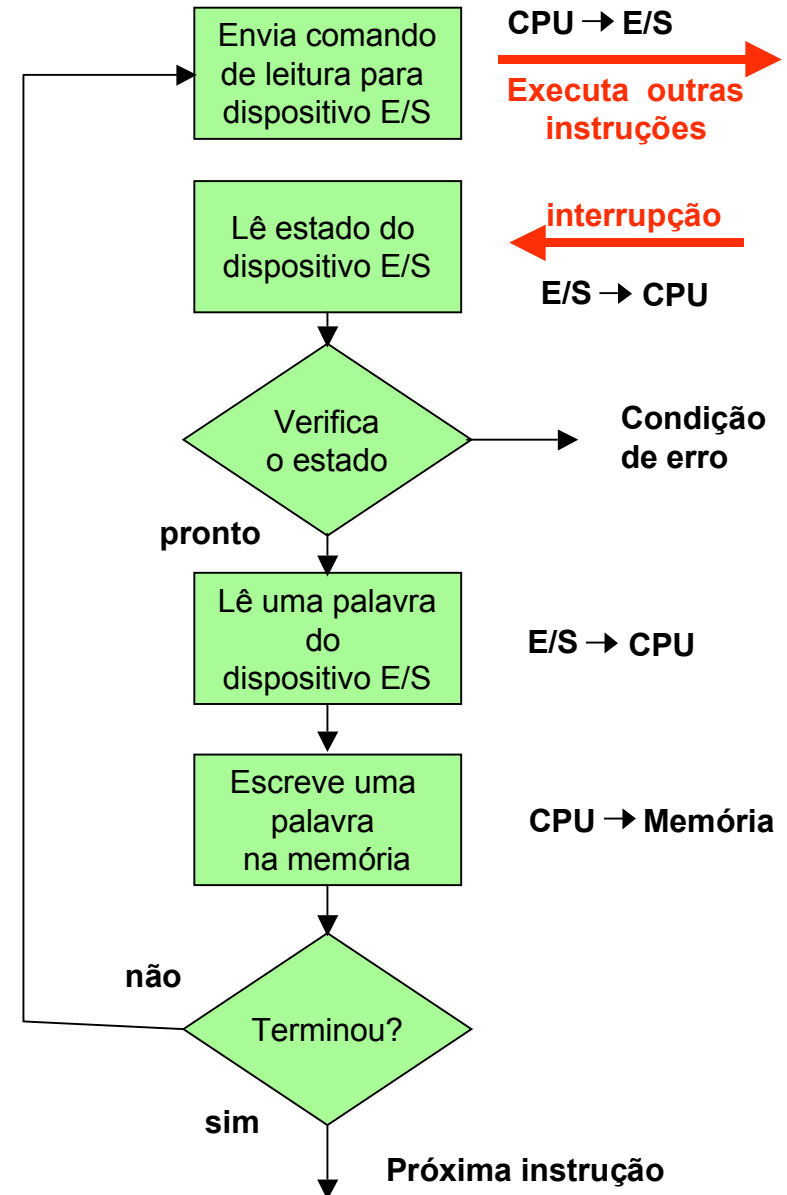 Envia comando
de leitura para
dispositivo E/S
CPU → E/S
Executa outras
instruções
Lê estado do
dispositivo E/S
interrupção
E/S → CPU
Verifica
o estado
Condição
de erro
pronto
Lê uma palavra
do
dispositivo E/S
E/S → CPU
Escreve uma
palavra
na memória
CPU → Memória
não
Terminou?
sim
Próxima instrução